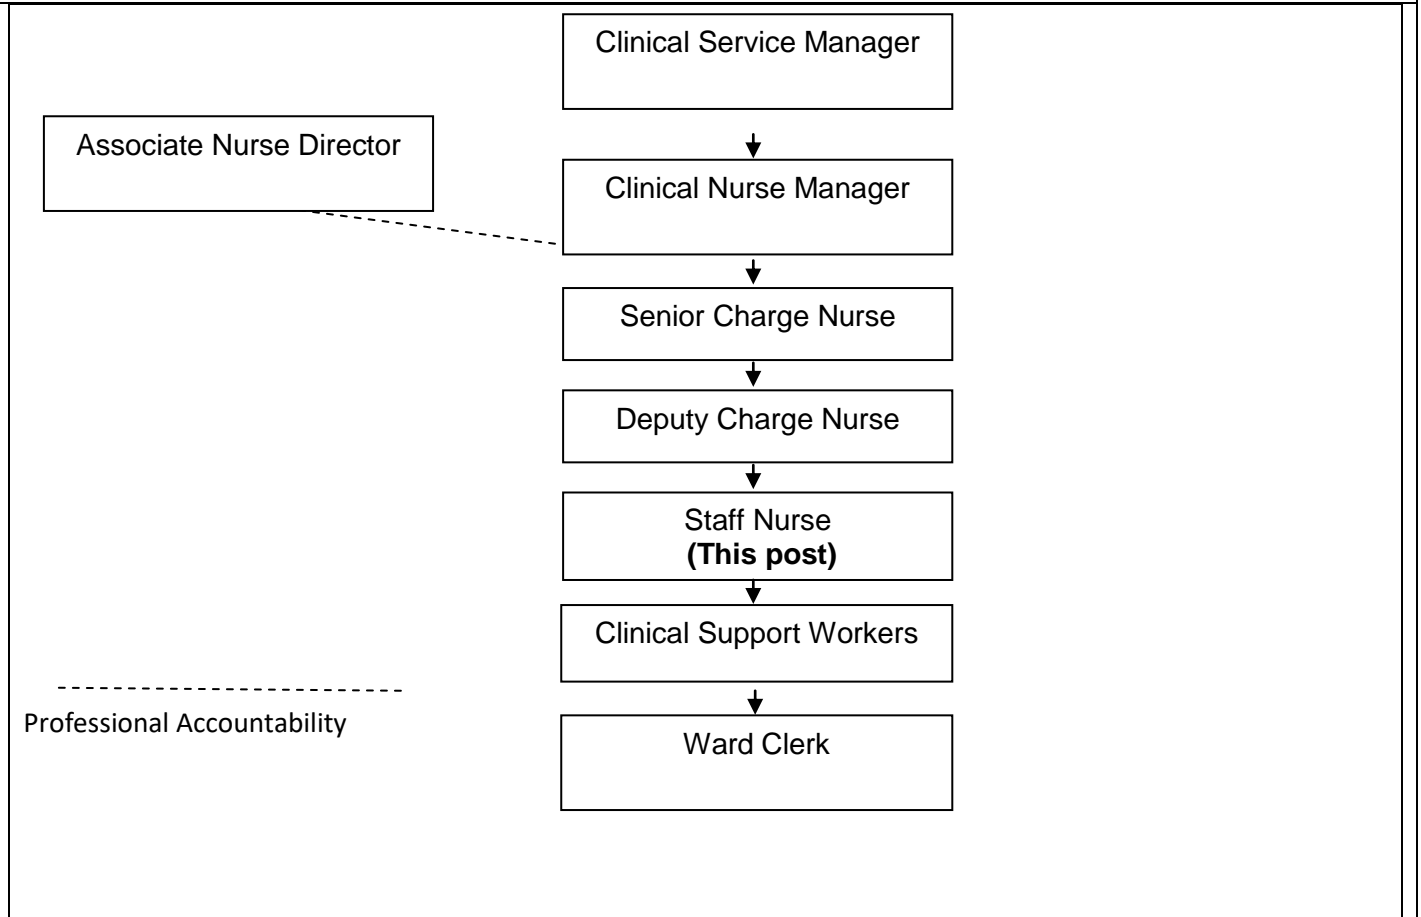 Clinical Service Manager
Associate Nurse Director
Clinical Nurse Manager
Senior Charge Nurse
Deputy Charge Nurse
Staff Nurse
(This post)
Clinical Support Workers
Professional Accountability
Ward Clerk